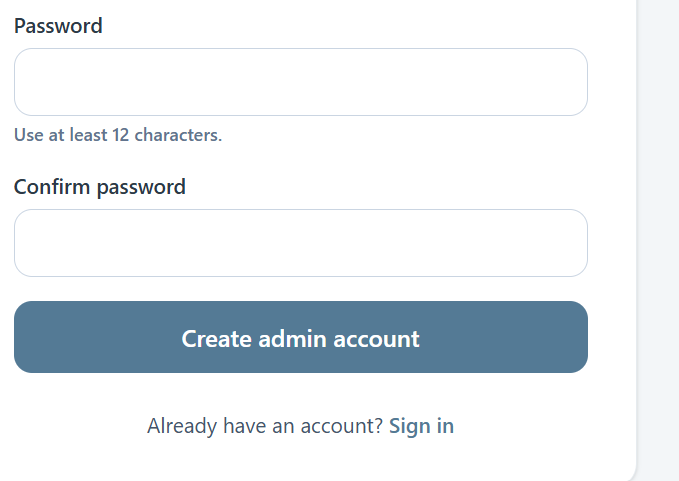 Password
Use at least 12 characters.
Confirm password
Create admin account
Already have an account? Sign in